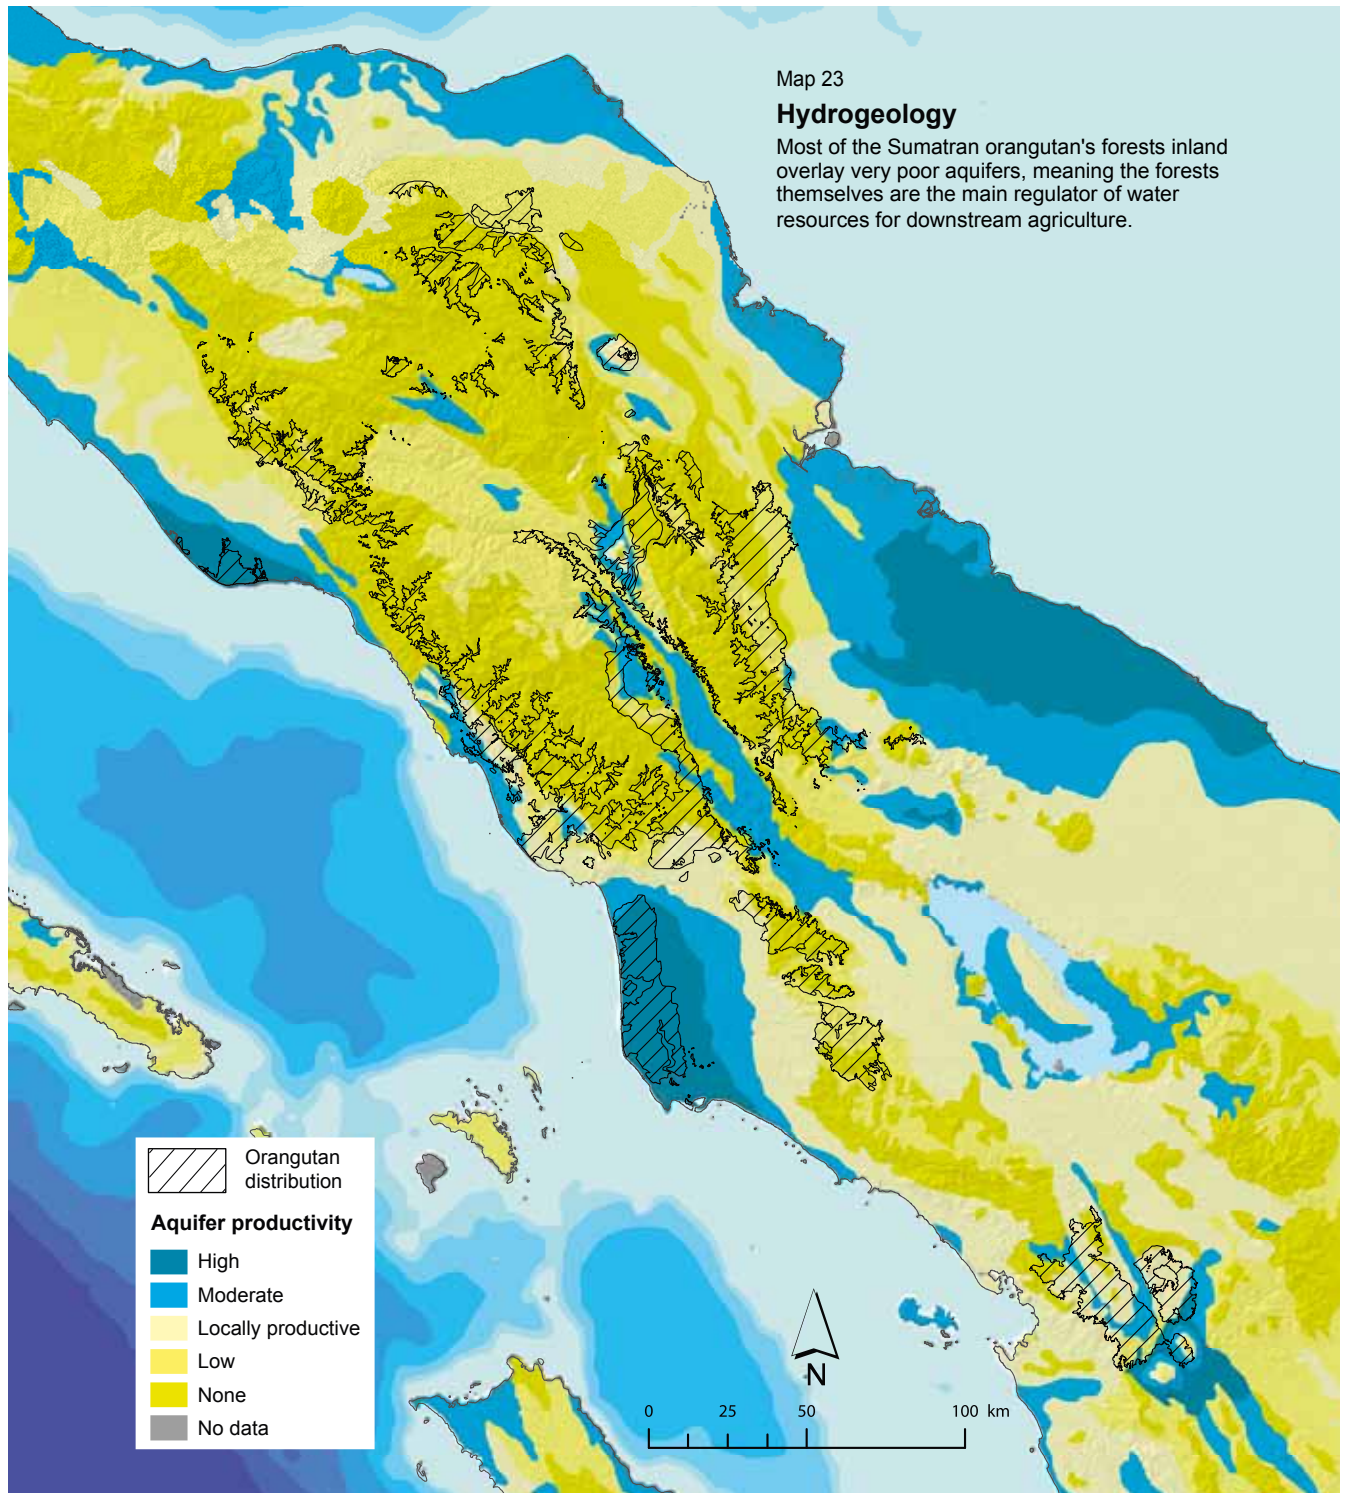 Map 23
Hydrogeology
Most of the Sumatran orangutan's forests inland
overlay very poor aquifers, meaning the forests
themselves are the main regulator of water
resources for downstream agriculture.
Orangutan
distribution
Aquifer productivity
High
Moderate
Locally productive
Low
None
No data
N
0 25 50 100 km